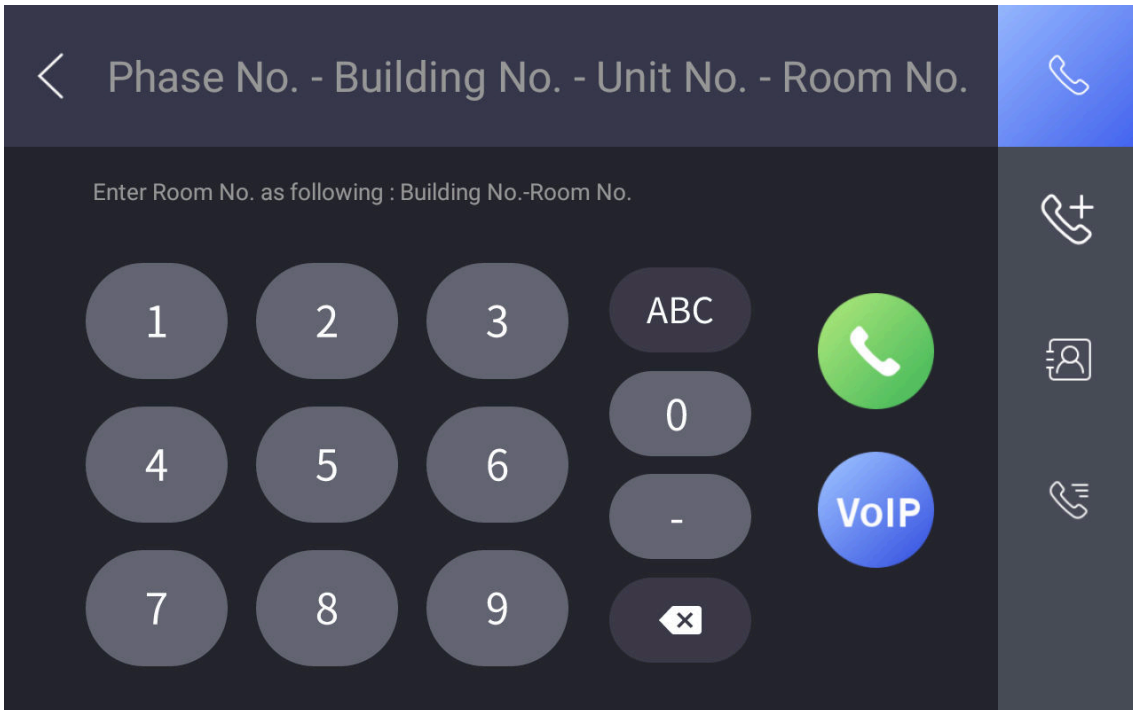 Phase No. - Building No. - Unit No. - Room No.
Enter Room No. as following : Building No.-Room No.
1 2 3 ABC
0
4 5 6
- VoIP
7 8 9